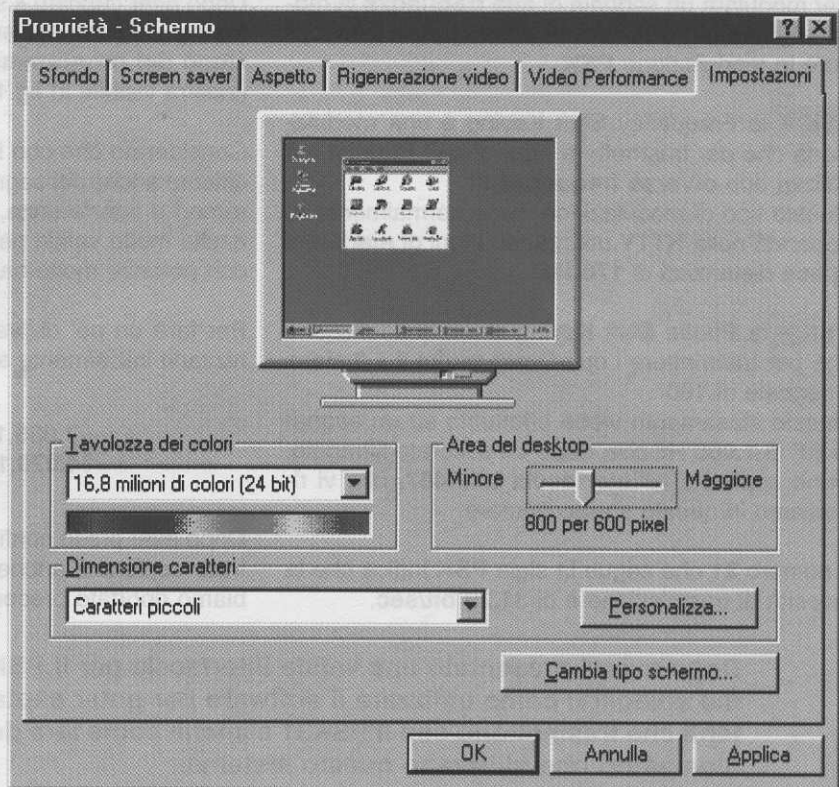 Proprietà - Schermo
Sfondo Screen saver Aspetto Rigenerazione video Video Performance Impostazioni
Tavolozza dei colori
16,8 milioni di colori (24 bit)
Area del desktop
Minore Maggiore
800 per 600 pixel
Dimensione caratteri
Caratteri piccoli
Personalizza...
Cambia tipo schermo...
OK Annulla Applica